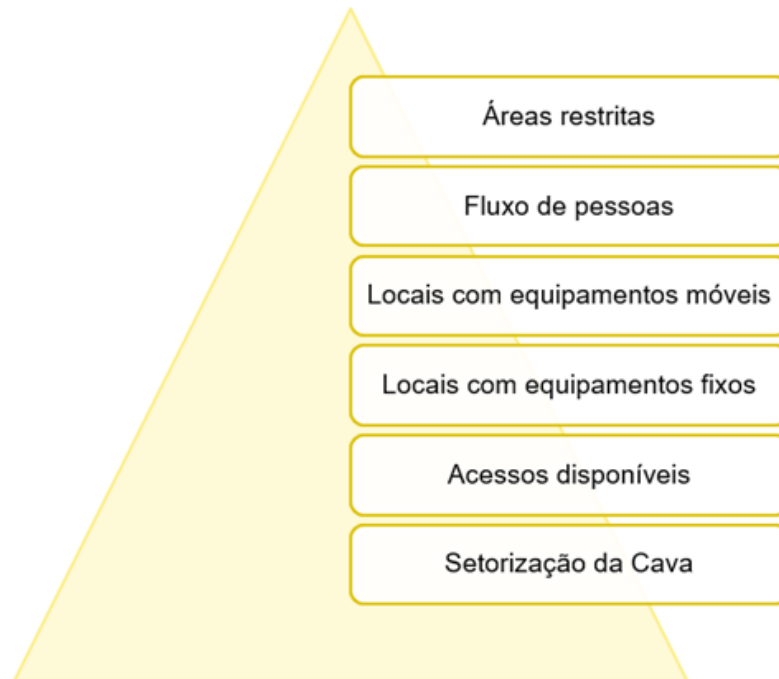 Áreas restritas
Fluxo de pessoas
Locais com equipamentos móveis
Locais com equipamentos fixos
Acessos disponíveis
Setorização da Cava